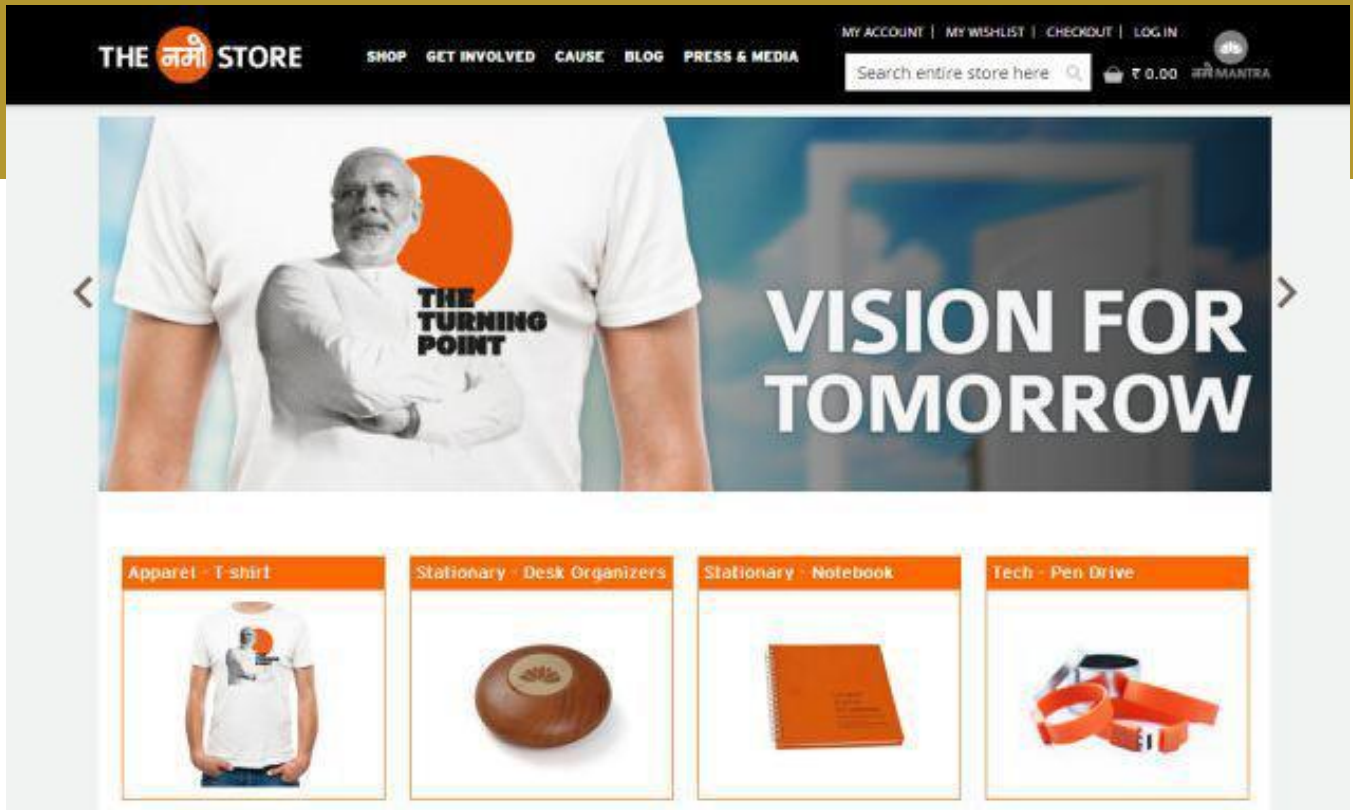 THE नमो STORE
SHOP GET INVOLVED CAUSE BLOG PRESS & MEDIA
MY ACCOUNT | MY WISHLIST | CHECKOUT | LOG IN
Search entire store here
₹ 0.00
नमो MANTRA
THE
TURNING
POINT
VISION FOR
TOMORROW
Apparel - T-shirt
Stationary - Desk Organizers
Stationary - Notebook
Tech - Pen Drive